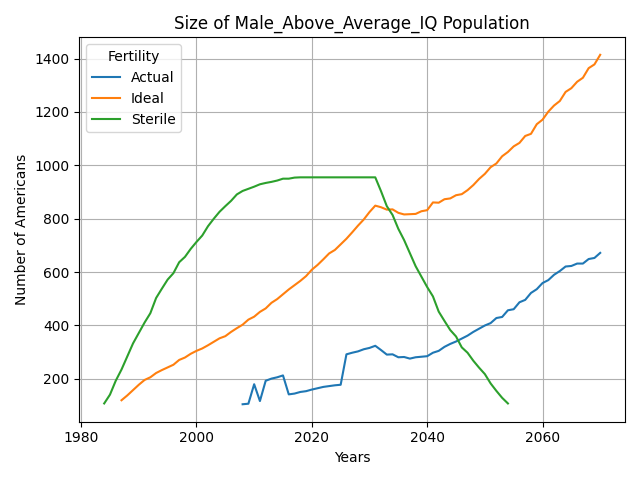 Size of Male_Above_Average_IQ Population
Fertility
Actual
Ideal
Sterile
Number of Americans
1400
1200
1000
800
600
400
200
1980
2000
2020
2040
2060
Years